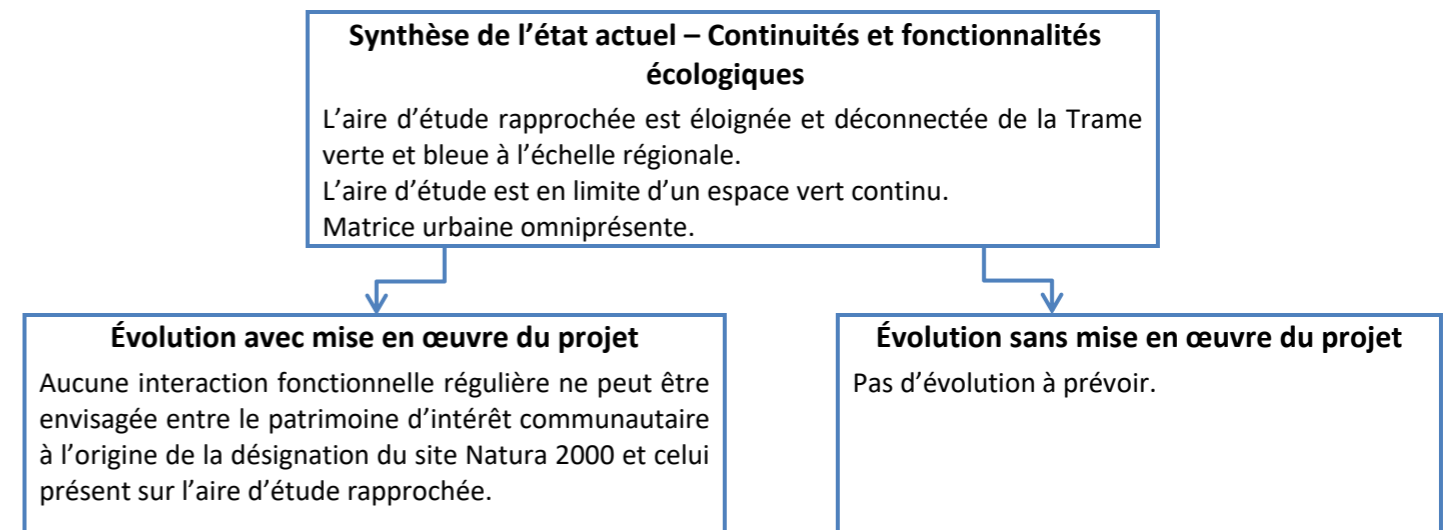 Synthèse de l’état actuel – Continuités et fonctionnalités
écologiques
L’aire d’étude rapprochée est éloignée et déconnectée de la Trame
verte et bleue à l’échelle régionale.
L’aire d’étude est en limite d’un espace vert continu.
Matrice urbaine omniprésente.
Évolution avec mise en œuvre du projet
Aucune interaction fonctionnelle régulière ne peut être
envisagée entre le patrimoine d’intérêt communautaire
à l’origine de la désignation du site Natura 2000 et celui
présent sur l’aire d’étude rapprochée.
Évolution sans mise en œuvre du projet
Pas d’évolution à prévoir.